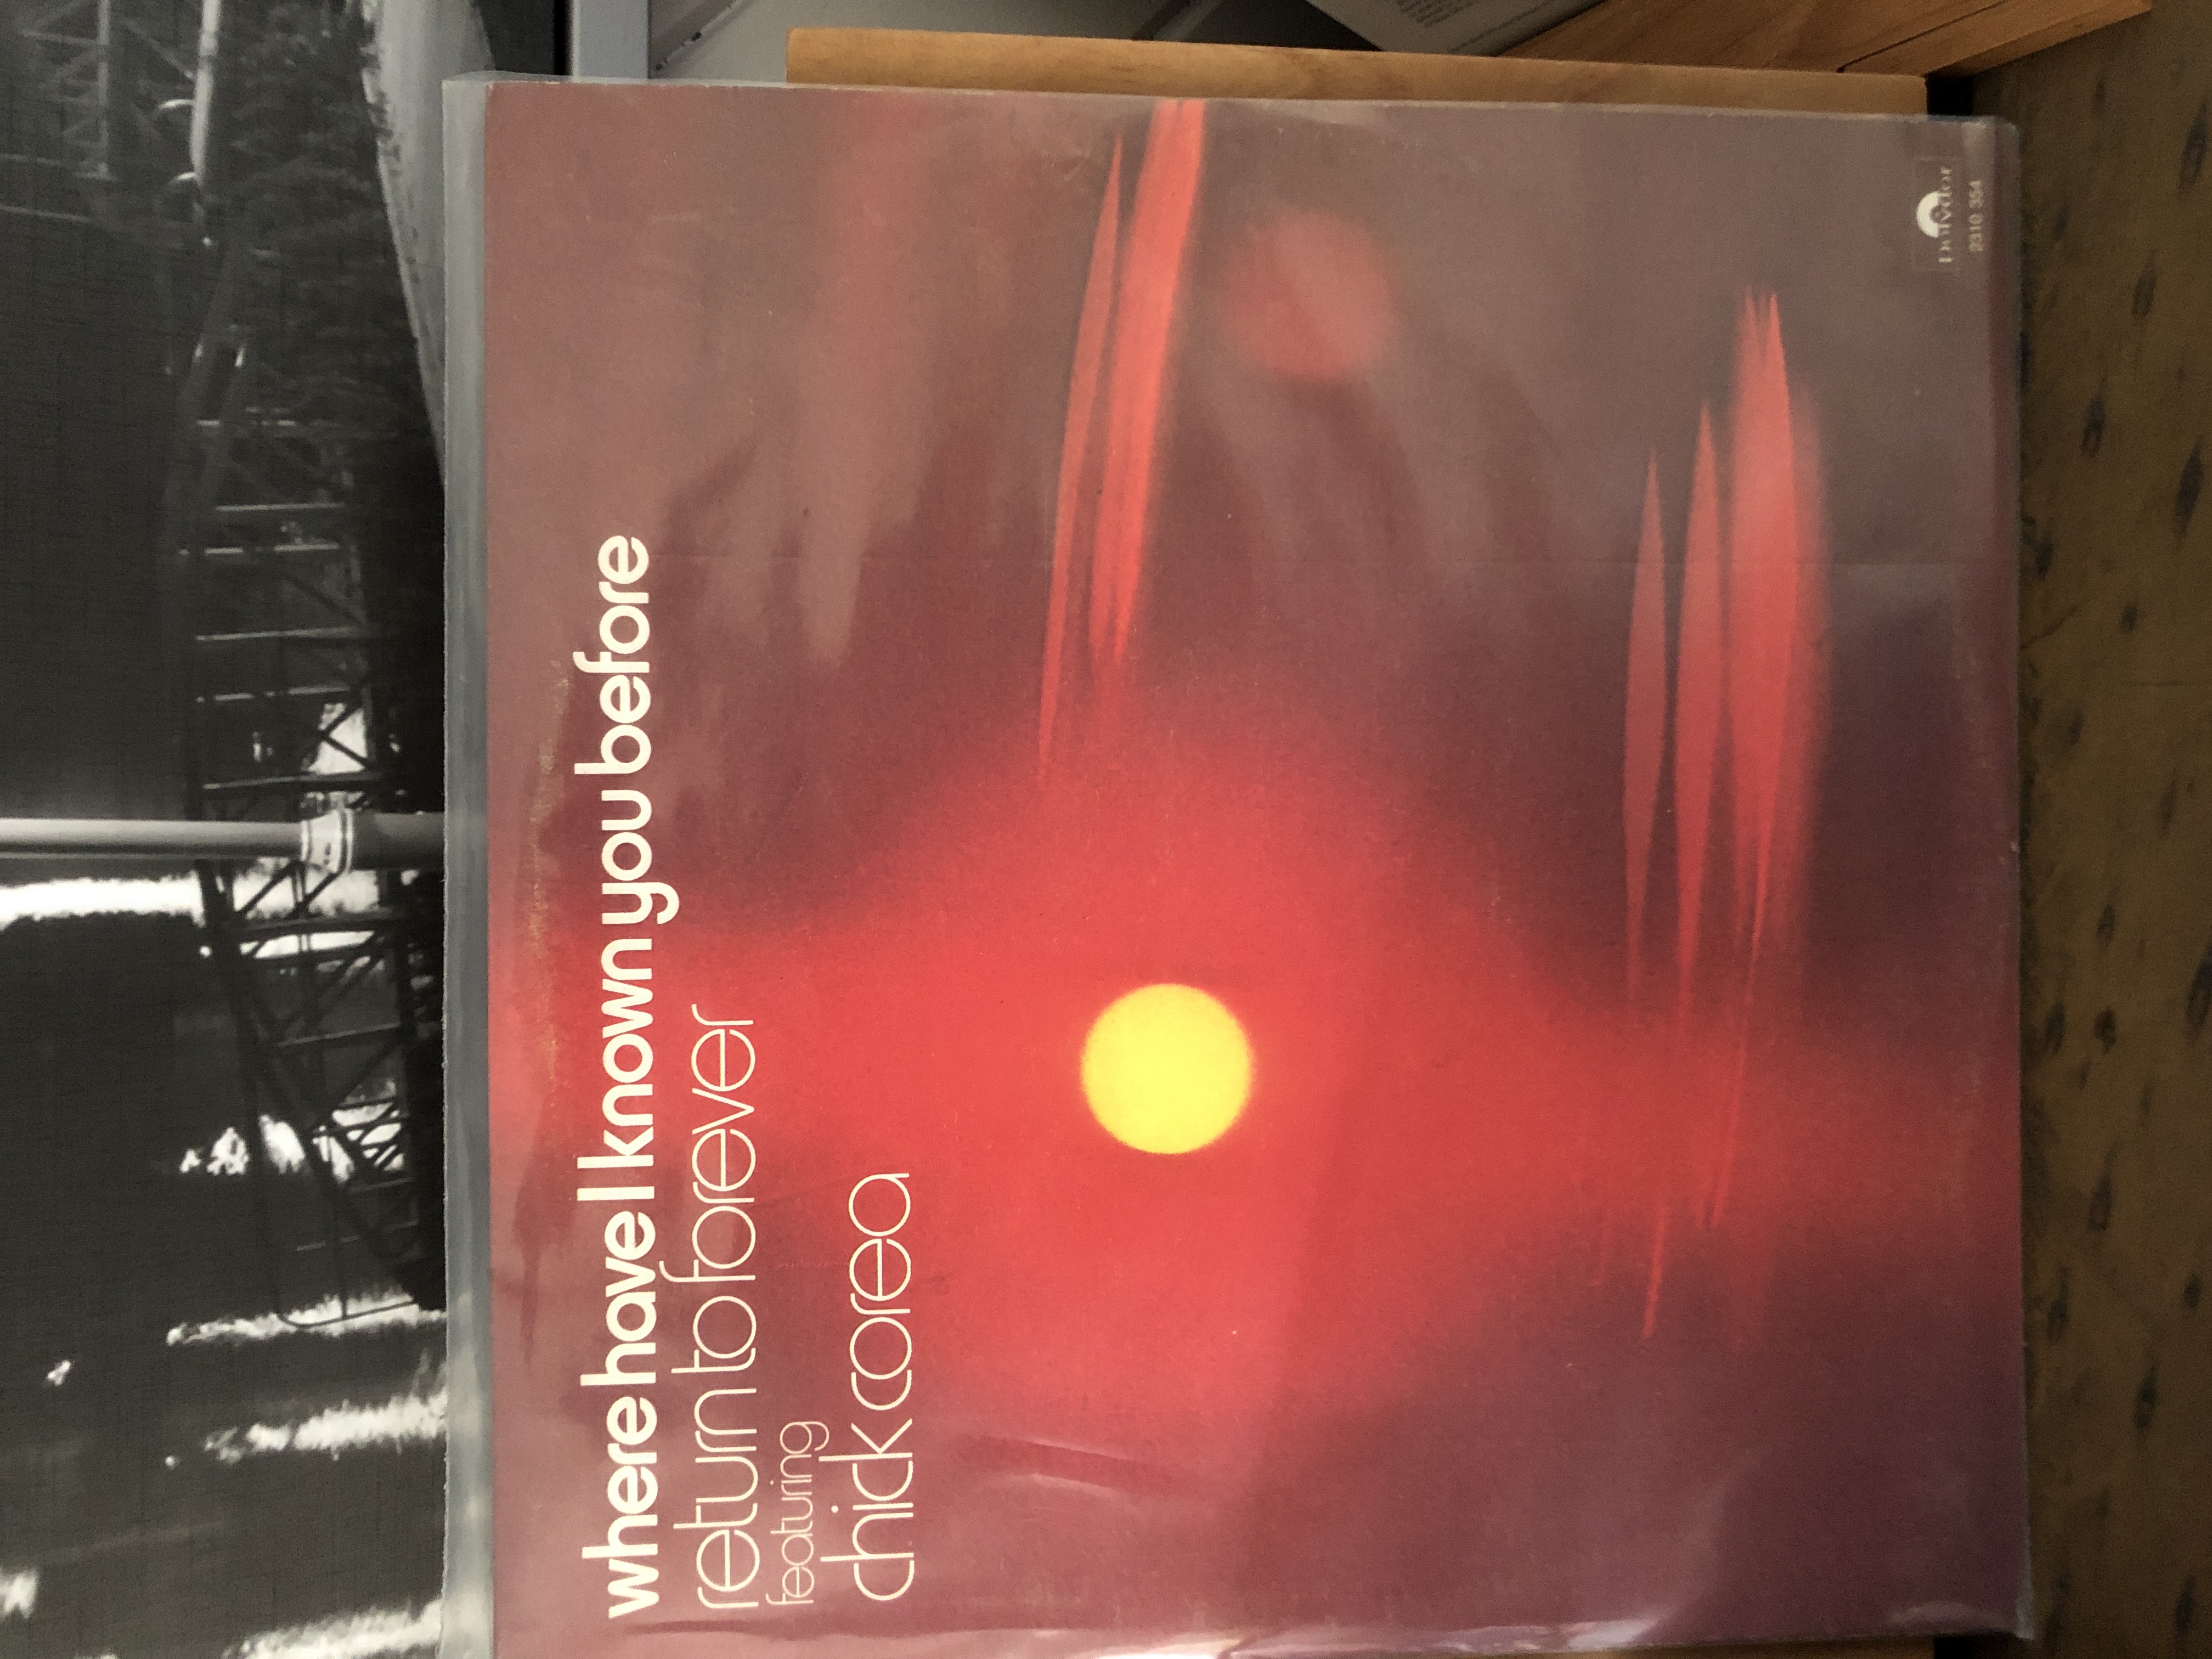 where have I known you before
return to forever
featuring
chick corea
Polydor
2310 354